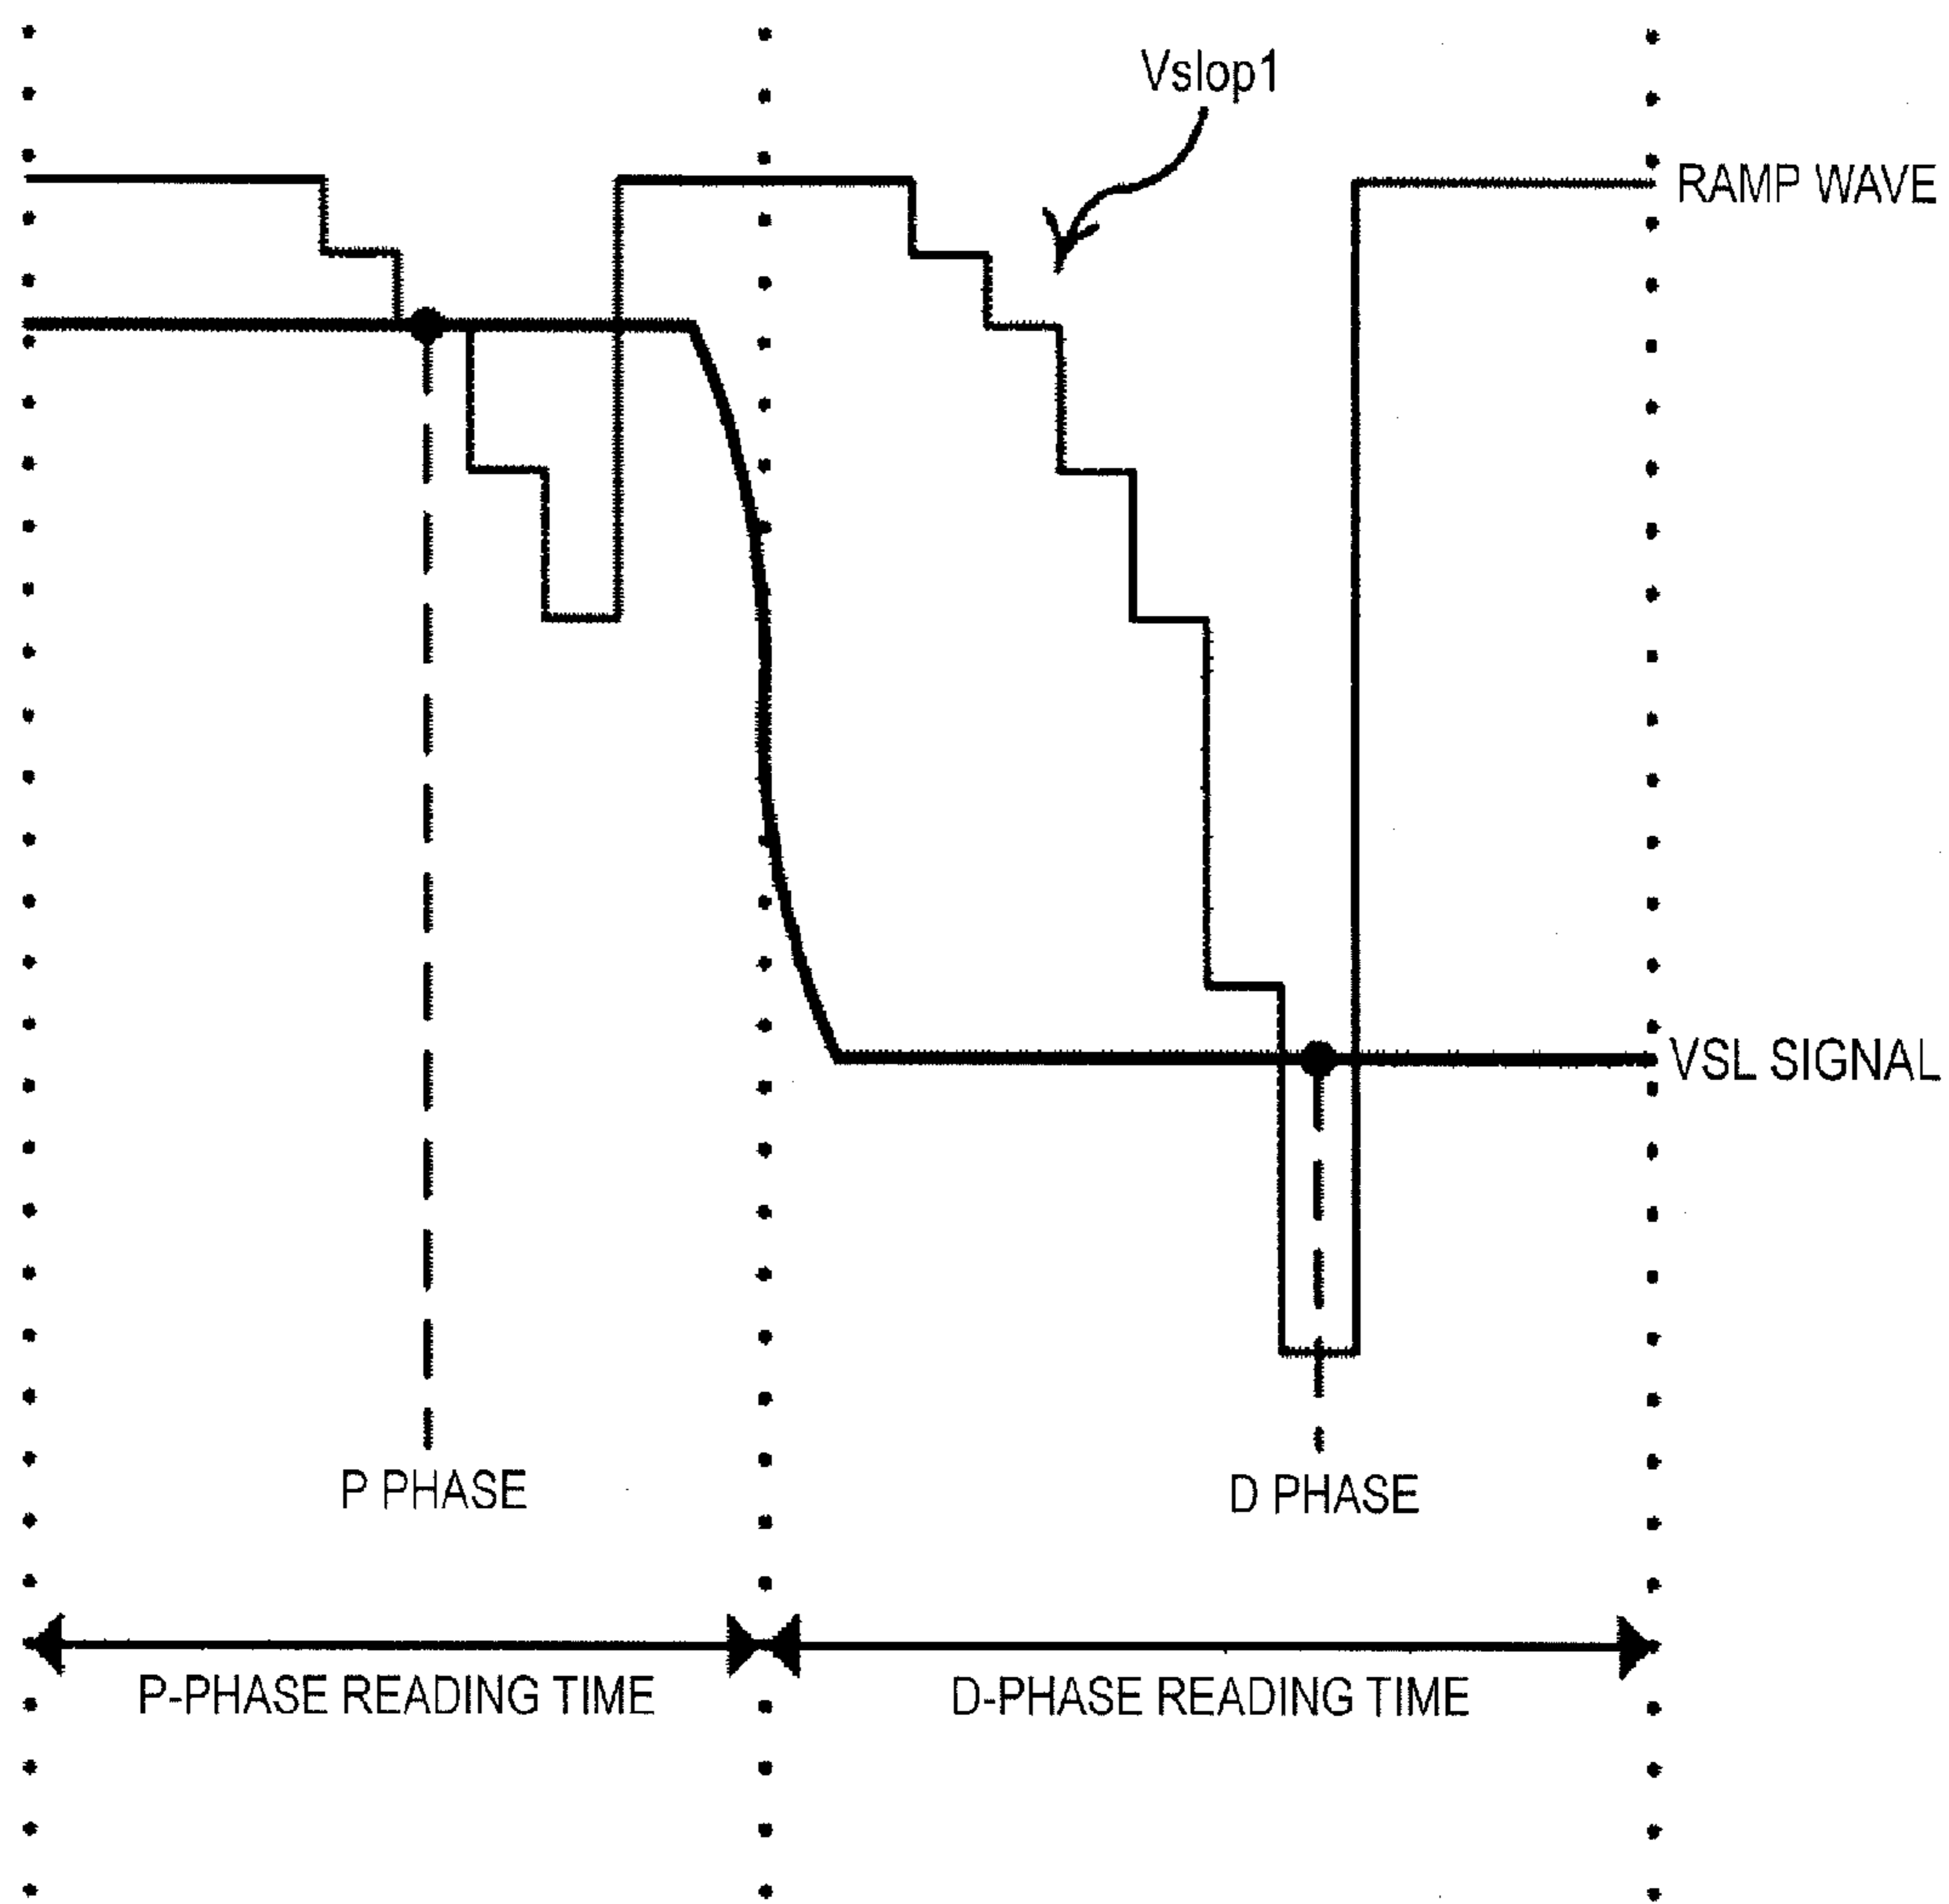 Vslop1
RAMP WAVE
VSL SIGNAL
P PHASE
D PHASE
P-PHASE READING TIME
D-PHASE READING TIME